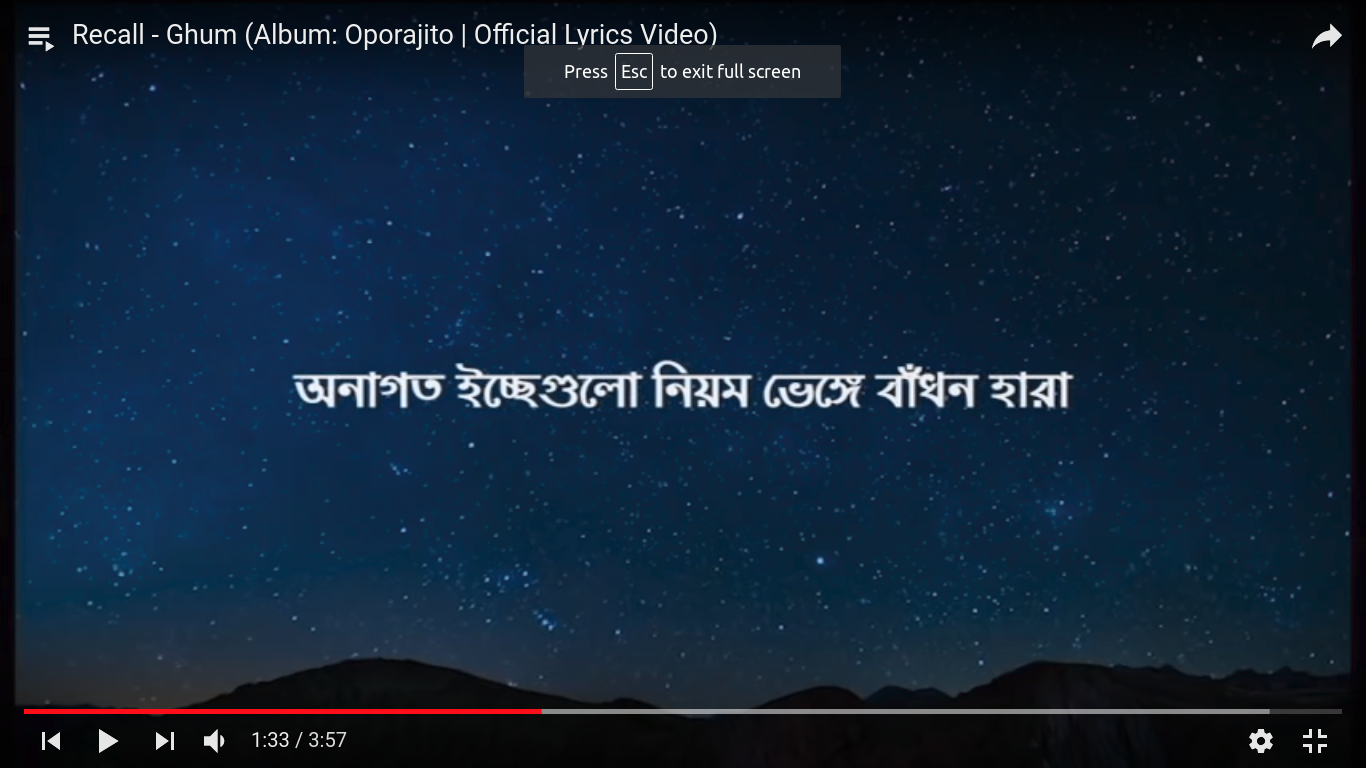 Recall - Ghum (Album: Oporajito | Official Lyrics Video)
Press Esc to exit full screen
অনাগত ইচ্ছেগুলো নিয়ম ভেঙ্গে বাঁধন হারা
1:33 / 3:57